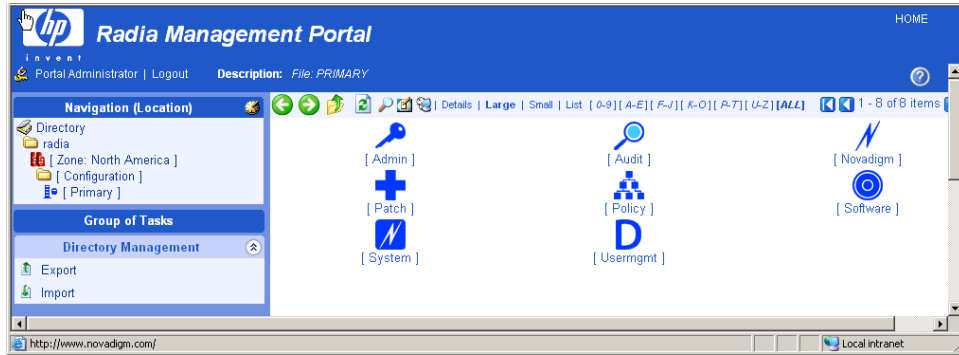 HOME
hp
Radia Management Portal
invent
Portal Administrator | Logout Description: File: PRIMARY
Navigation (Location)
Details | Large | Small | List [ 0-9 ] [ A-E ] [ F-J ] [ K-O ] [ P-T ] [ U-Z ] [ALL] 1 - 8 of 8 items
Directory
radia
[ Zone: North America ]
[ Configuration ]
[ Primary ]
Group of Tasks
Directory Management
Export
Import
[ Admin ]
[ Audit ]
[ Novadigm ]
[ Patch ]
[ Policy ]
[ Software ]
[ System ]
D
[ Usermgmt ]
http://www.novadigm.com/
Local intranet